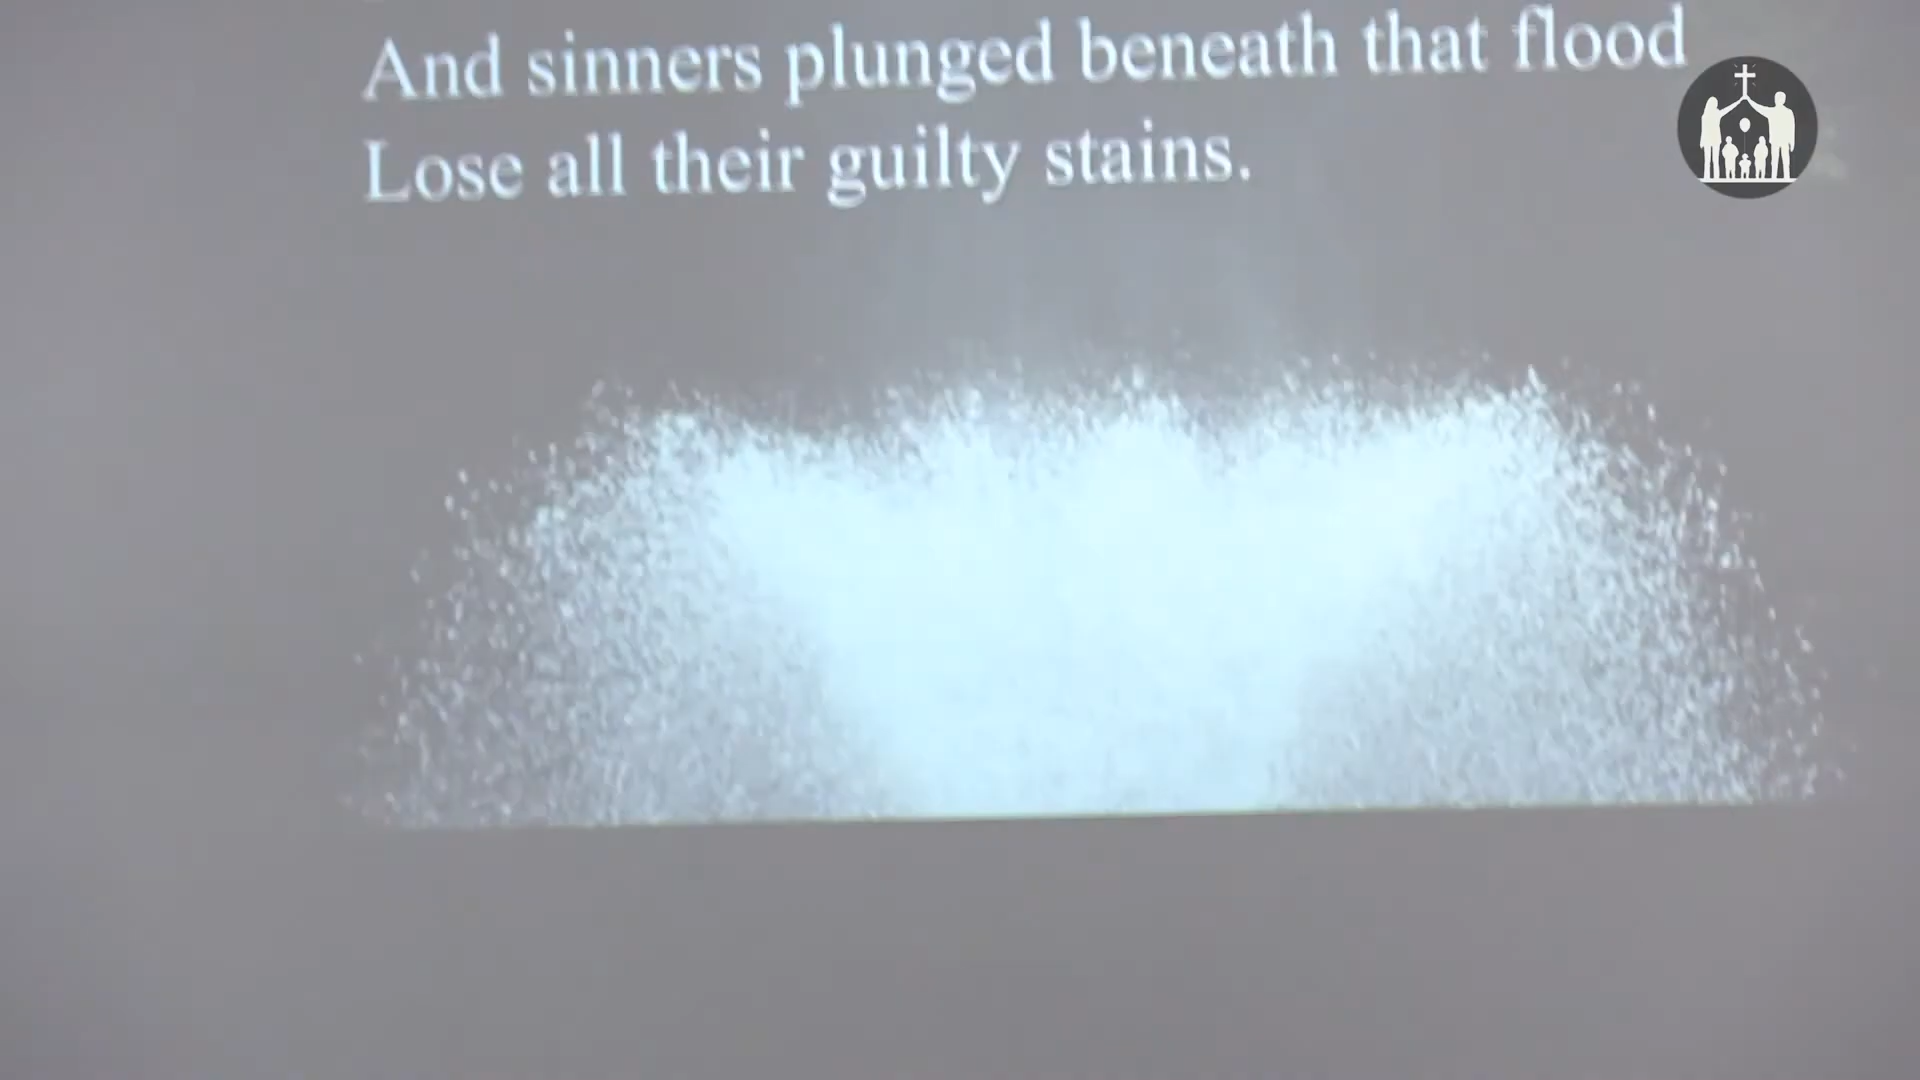 And sinners plunged beneath that flood
Lose all their guilty stains.